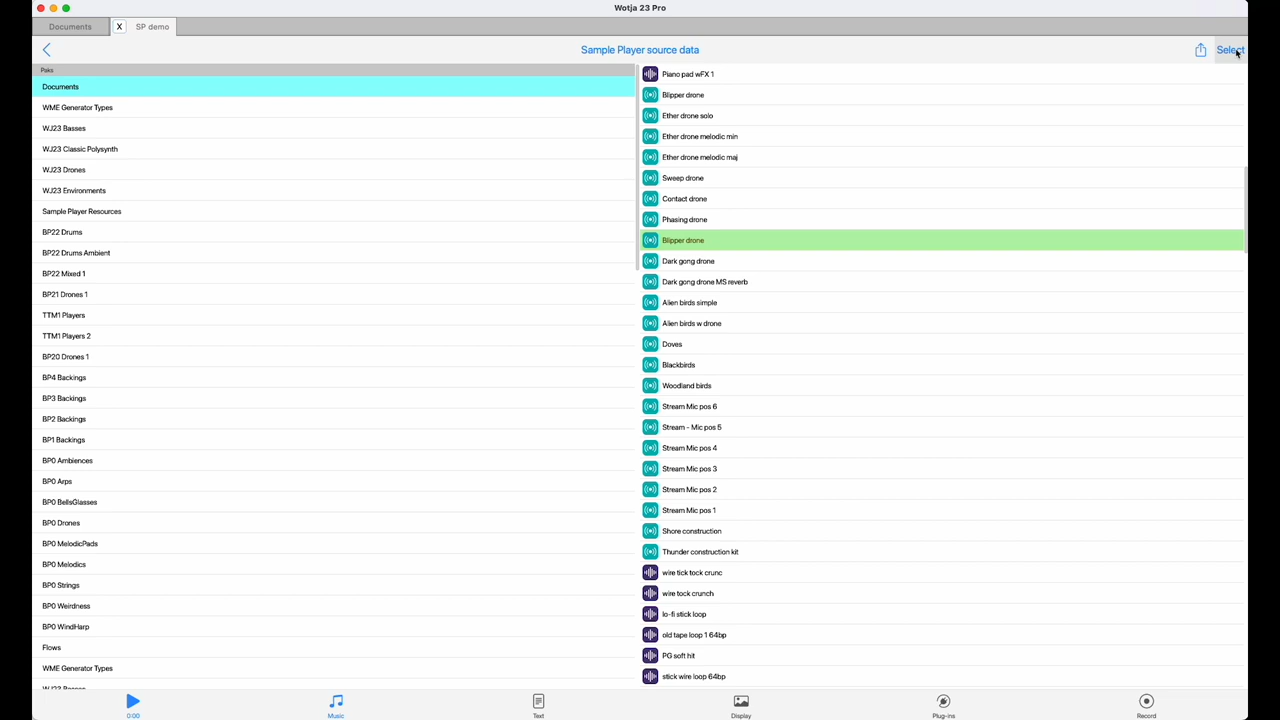 Wotja 23 Pro
Documents
X SP demo
Sample Player source data
Select
Paks
Documents
WME Generator Types
WJ23 Basses
WJ23 Classic Polysynth
WJ23 Drones
WJ23 Environments
Sample Player Resources
BP22 Drums
BP22 Drums Ambient
BP22 Mixed 1
BP21 Drones 1
TTM1 Players
TTM1 Players 2
BP20 Drones 1
BP4 Backings
BP3 Backings
BP2 Backings
BP1 Backings
BP0 Ambiences
BP0 Arps
BP0 BellsGlasses
BP0 Drones
BP0 MelodicPads
BP0 Melodics
BP0 Strings
BP0 Weirdness
BP0 WindHarp
Flows
WME Generator Types
WJ23 Basses
Piano pad wFX 1
Blipper drone
Ether drone solo
Ether drone melodic min
Ether drone melodic maj
Sweep drone
Contact drone
Phasing drone
Blipper drone
Dark gong drone
Dark gong drone MS reverb
Alien birds simple
Alien birds w drone
Doves
Blackbirds
Woodland birds
Stream Mic pos 6
Stream - Mic pos 5
Stream Mic pos 4
Stream Mic pos 3
Stream Mic pos 2
Stream Mic pos 1
Shore construction
Thunder construction kit
wire tick tock crunc
wire tock crunch
lo-fi stick loop
old tape loop 1 64bp
PG soft hit
stick wire loop 64bp
0:00
Music
Text
Display
Plug-ins
Record